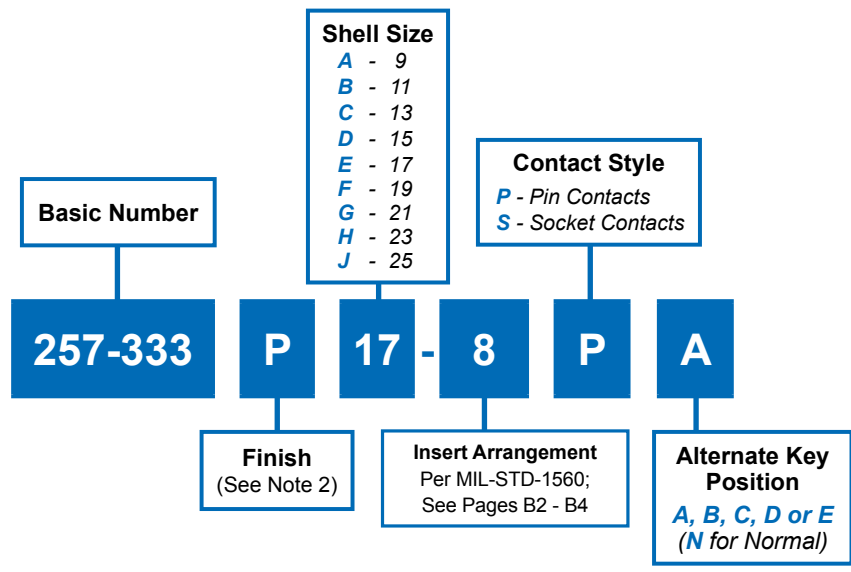 Shell Size
A - 9
B - 11
C - 13
D - 15
E - 17
F - 19
G - 21
H - 23
J - 25
Contact Style
P - Pin Contacts
S - Socket Contacts
Basic Number
257-333 P 17 - 8 P A
Finish
(See Note 2)
Insert Arrangement
Per MIL-STD-1560;
See Pages B2 - B4
Alternate Key
Position
A, B, C, D or E
(N for Normal)